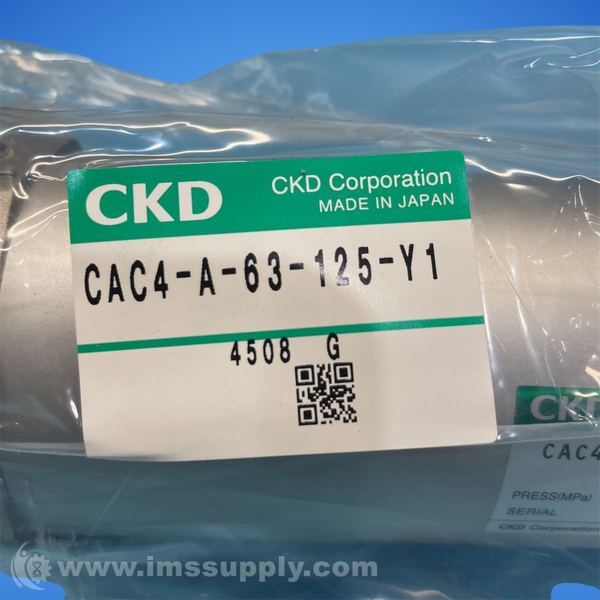 CKD
CKD Corporation
MADE IN JAPAN
CAC4-A-63-125-Y1
4508 G
CKD
CAC4
PRESS(MPa)
SERIAL
CKD Corporation
www.imssupply.com